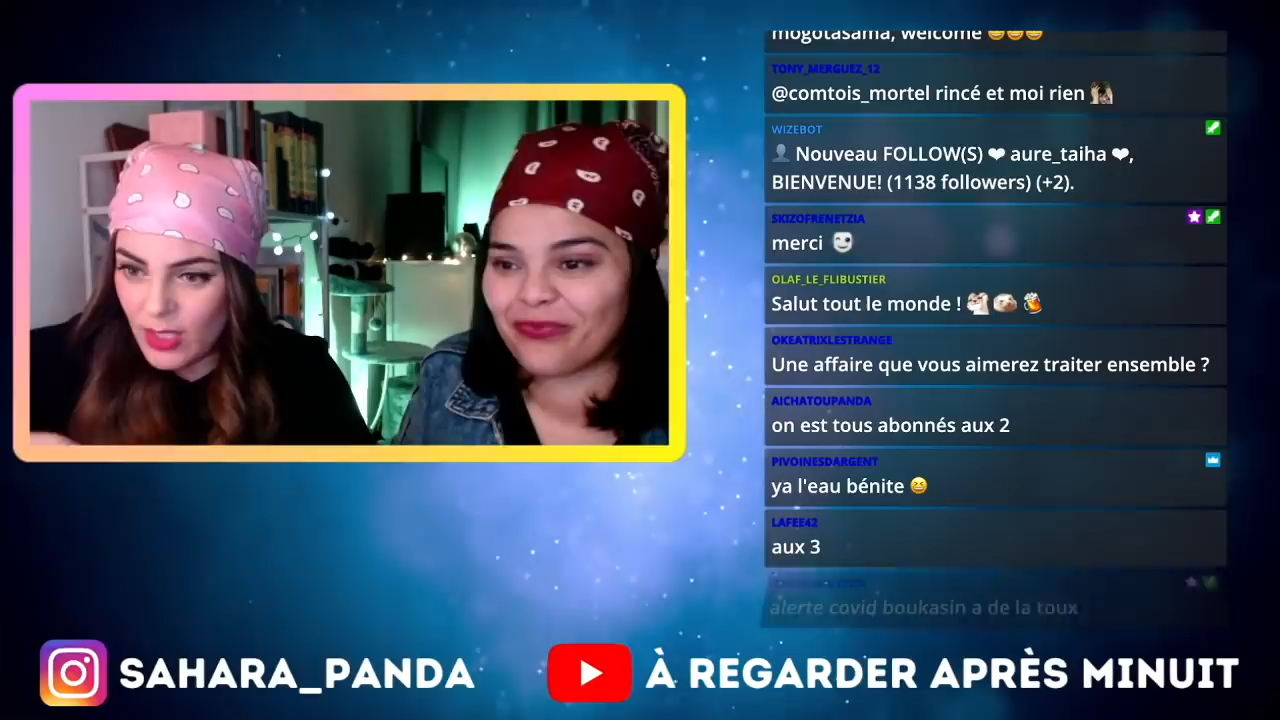 mogotasama, welcome 😄😄😄
TONY_MERGUEZ_12
@comtois_mortel rincé et moi rien
WIZEBOT
👤 Nouveau FOLLOW(S) ❤ aure_taiha ❤,
BIENVENUE! (1138 followers) (+2).
SKIZOFRENETZIA
merci
OLAF_LE_FLIBUSTIER
Salut tout le monde !
OKEATRIXLESTRANGE
Une affaire que vous aimerez traiter ensemble ?
AICHATOUPANDA
on est tous abonnés aux 2
PIVOINESDARGENT
ya l'eau bénite 😆
LAFEE42
aux 3
alerte covid boukasin a de la toux
SAHARA_PANDA
À REGARDER APRÈS MINUIT